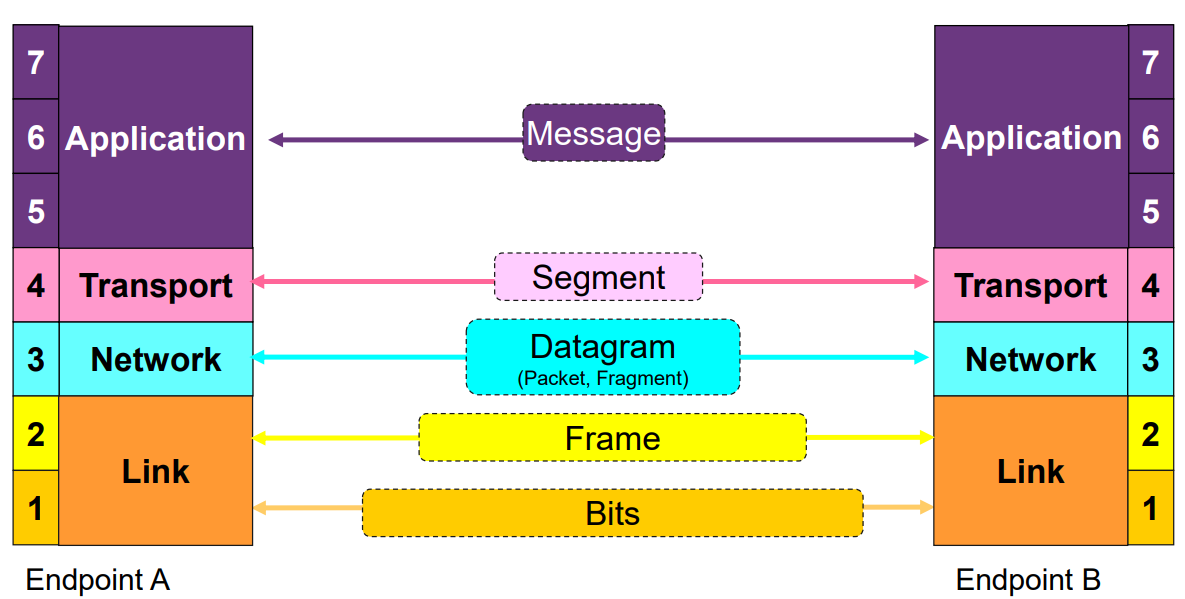 7
6
Application
5
Message
Application
7
6
5
4
Transport
Segment
Transport
4
3
Network
Datagram
(Packet, Fragment)
Network
3
2
1
Link
Frame
Bits
Link
2
1
Endpoint A
Endpoint B